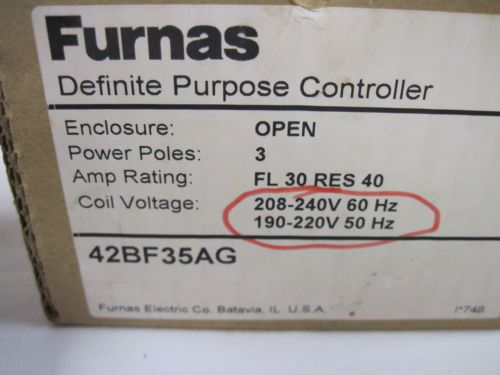 Furnas
Definite Purpose Controller
Enclosure: OPEN
Power Poles: 3
Amp Rating: FL 30 RES 40
Coil Voltage: 208-240V 60 Hz
190-220V 50 Hz
42BF35AG
Furnas Electric Co. Batavia, IL. U.S.A.